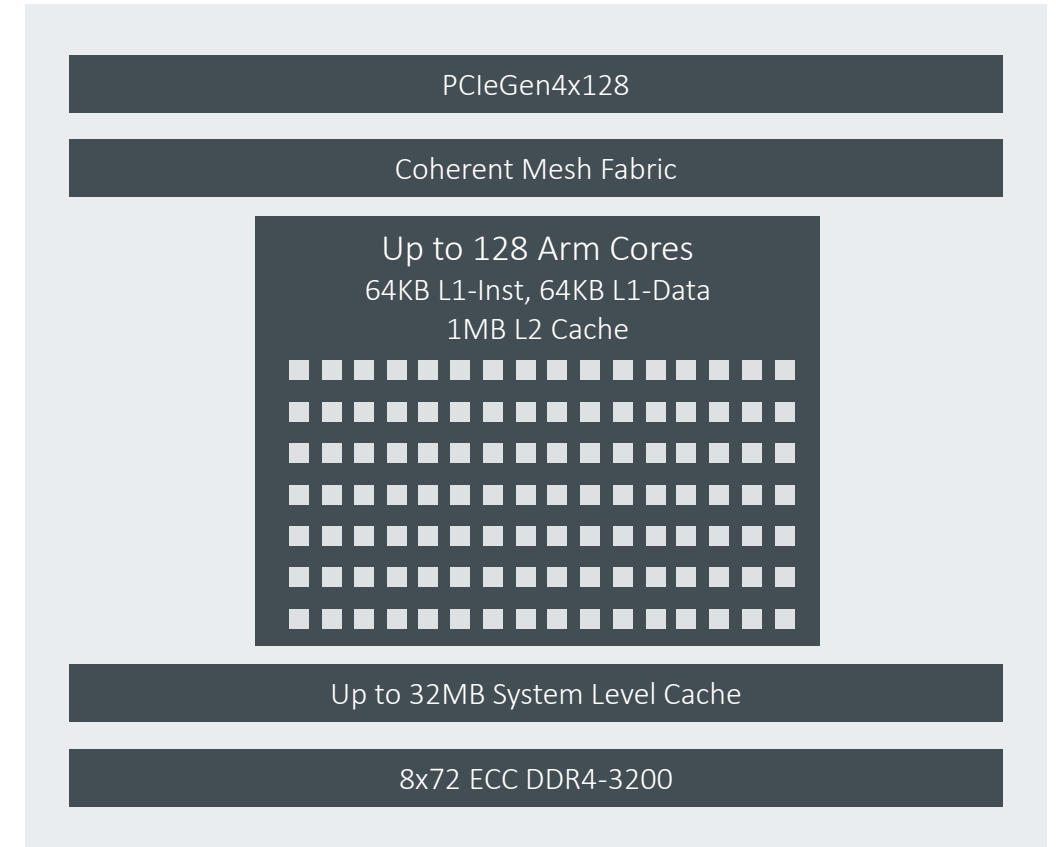 PCIeGen4x128
Coherent Mesh Fabric
Up to 128 Arm Cores
64KB L1-Inst, 64KB L1-Data
1MB L2 Cache
Up to 32MB System Level Cache
8x72 ECC DDR4-3200